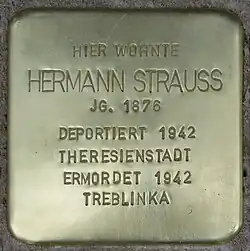 HIER WOHNTE
HERMANN STRAUSS
JG. 1876
DEPORTIERT 1942
THERESIENSTADT
ERMORDET 1942
TREBLINKA